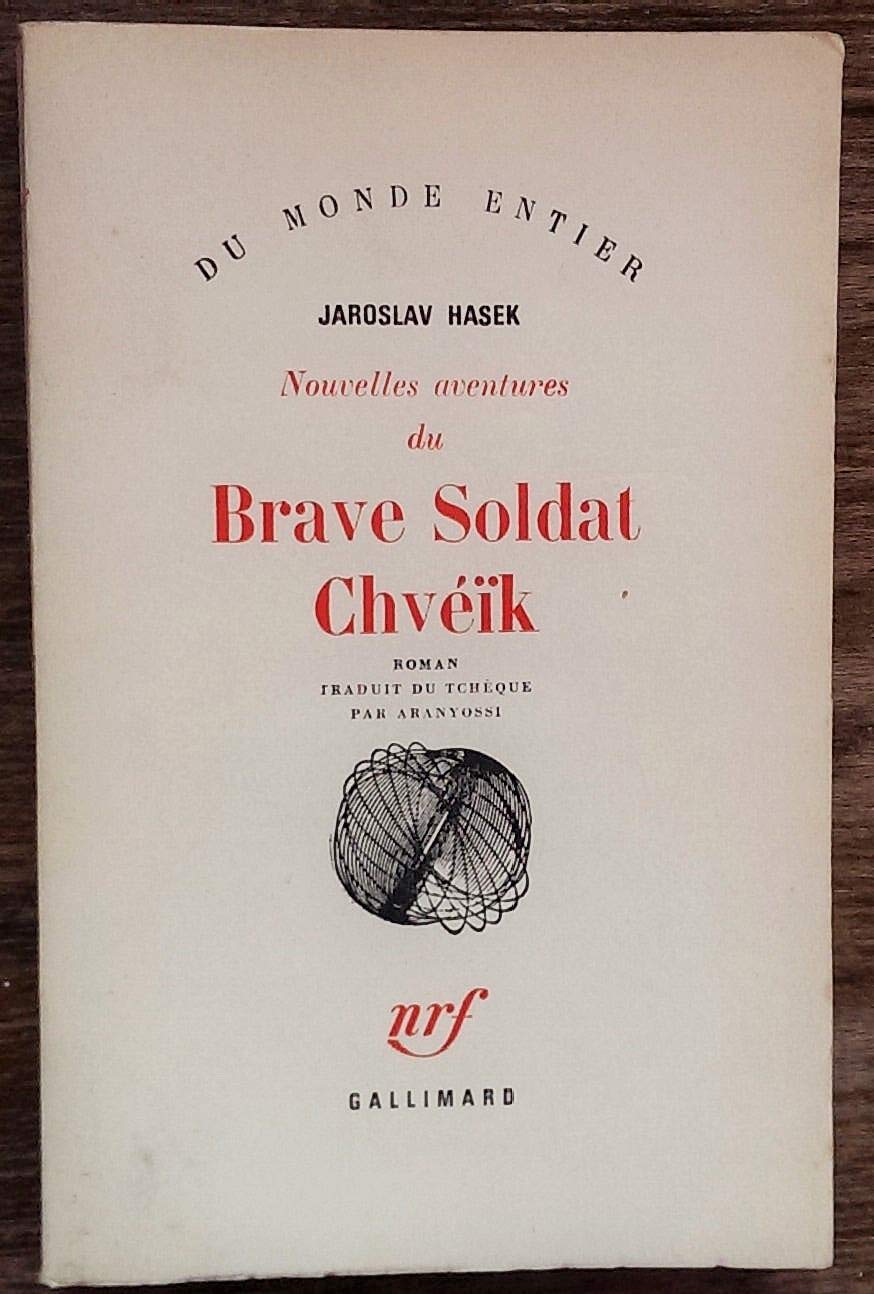 DU MONDE ENTIER
JAROSLAV HASEK
Nouvelles aventures
du
Brave Soldat
Chvéïk
ROMAN
TRADUIT DU TCHÈQUE
PAR ARANYOSSI
nrf
GALLIMARD